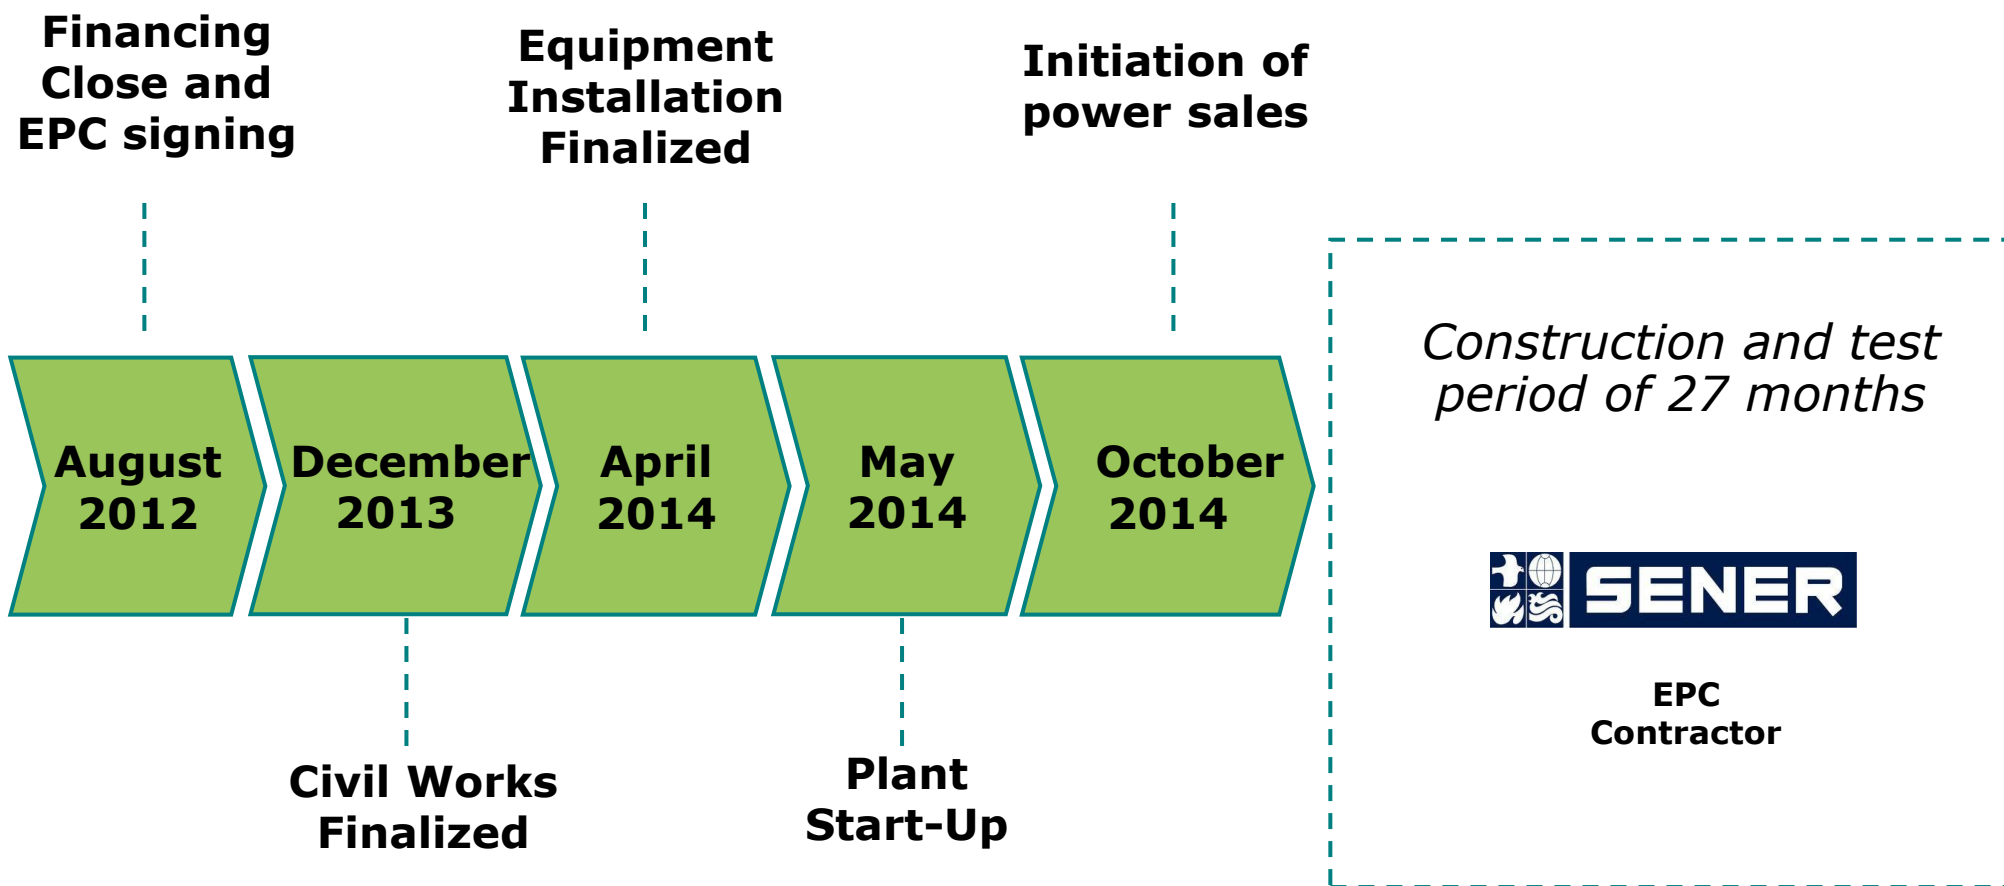 Financing
Close and
EPC signing
Equipment
Installation
Finalized
Initiation of
power sales
August
2012
December
2013
April
2014
May
2014
October
2014
Civil Works
Finalized
Plant
Start-Up
Construction and test
period of 27 months
SENER
EPC
Contractor